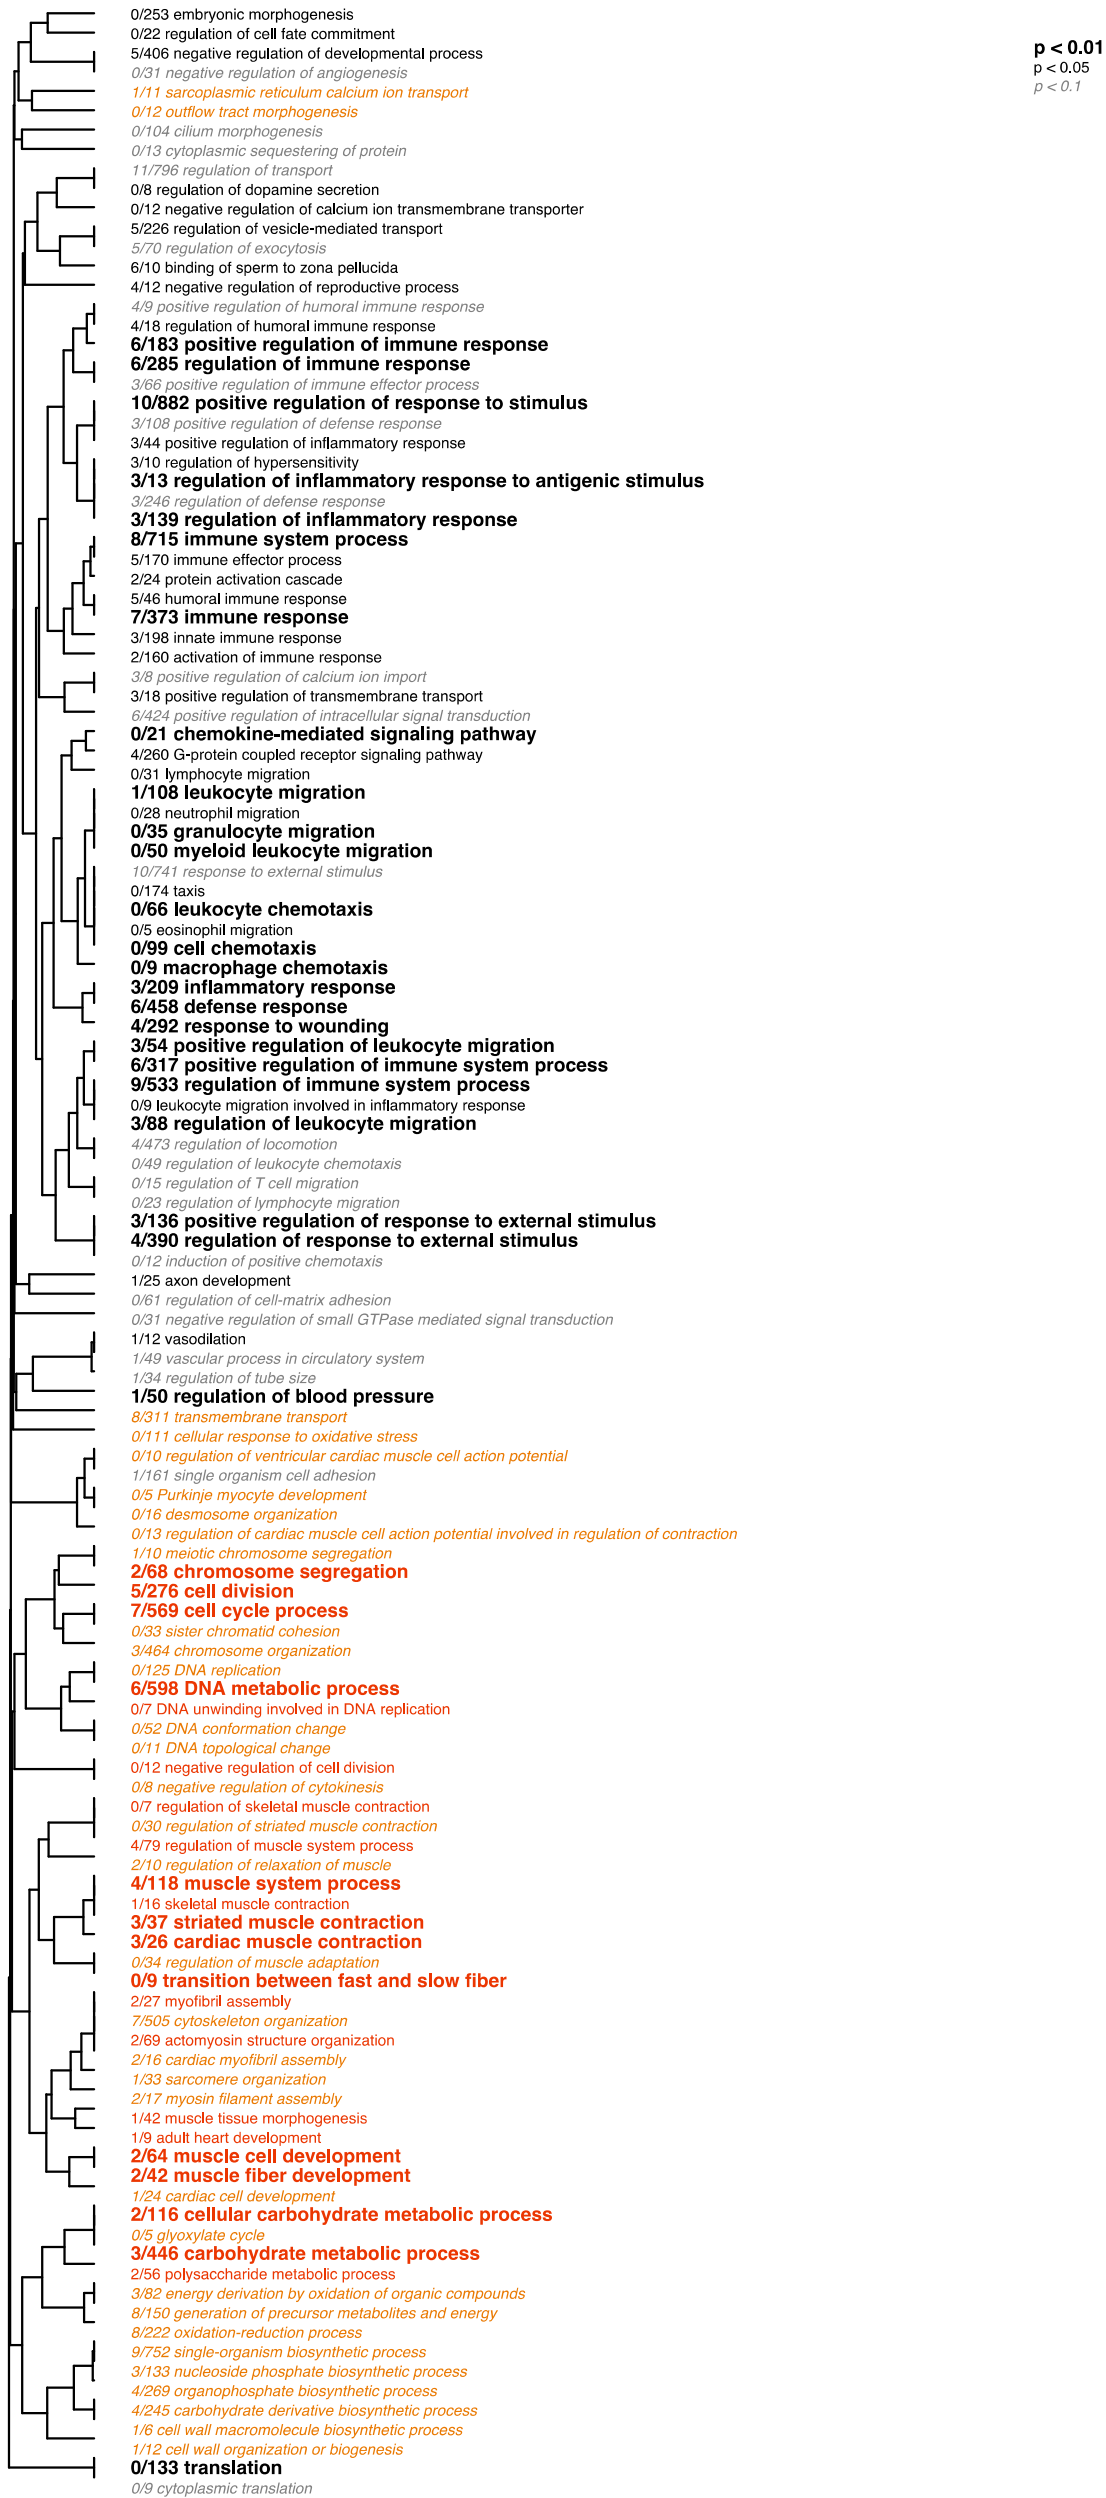 0/253 embryonic morphogenesis
0/22 regulation of cell fate commitment
5/406 negative regulation of developmental process
0/31 negative regulation of angiogenesis
1/11 sarcoplasmic reticulum calcium ion transport
0/12 outflow tract morphogenesis
0/104 cilium morphogenesis
0/13 cytoplasmic sequestering of protein
11/796 regulation of transport
0/8 regulation of dopamine secretion
0/12 negative regulation of calcium ion transmembrane transporter
5/226 regulation of vesicle-mediated transport
5/70 regulation of exocytosis
6/10 binding of sperm to zona pellucida
4/12 negative regulation of reproductive process
4/9 positive regulation of humoral immune response
4/18 regulation of humoral immune response
6/183 positive regulation of immune response
6/285 regulation of immune response
3/66 positive regulation of immune effector process
10/882 positive regulation of response to stimulus
3/108 positive regulation of defense response
3/44 positive regulation of inflammatory response
3/10 regulation of hypersensitivity
3/13 regulation of inflammatory response to antigenic stimulus
3/246 regulation of defense response
3/139 regulation of inflammatory response
8/715 immune system process
5/170 immune effector process
2/24 protein activation cascade
5/46 humoral immune response
7/373 immune response
3/198 innate immune response
2/160 activation of immune response
3/8 positive regulation of calcium ion import
3/18 positive regulation of transmembrane transport
6/424 positive regulation of intracellular signal transduction
0/21 chemokine-mediated signaling pathway
4/260 G-protein coupled receptor signaling pathway
0/31 lymphocyte migration
1/108 leukocyte migration
0/28 neutrophil migration
0/35 granulocyte migration
0/50 myeloid leukocyte migration
10/741 response to external stimulus
0/174 taxis
0/66 leukocyte chemotaxis
0/5 eosinophil migration
0/99 cell chemotaxis
0/9 macrophage chemotaxis
3/209 inflammatory response
6/458 defense response
4/292 response to wounding
3/54 positive regulation of leukocyte migration
6/317 positive regulation of immune system process
9/533 regulation of immune system process
0/9 leukocyte migration involved in inflammatory response
3/88 regulation of leukocyte migration
4/473 regulation of locomotion
0/49 regulation of leukocyte chemotaxis
0/15 regulation of T cell migration
0/23 regulation of lymphocyte migration
3/136 positive regulation of response to external stimulus
4/390 regulation of response to external stimulus
0/12 induction of positive chemotaxis
1/25 axon development
0/61 regulation of cell-matrix adhesion
0/31 negative regulation of small GTPase mediated signal transduction
1/12 vasodilation
1/49 vascular process in circulatory system
1/34 regulation of tube size
1/50 regulation of blood pressure
8/311 transmembrane transport
0/111 cellular response to oxidative stress
0/10 regulation of ventricular cardiac muscle cell action potential
1/161 single organism cell adhesion
0/5 Purkinje myocyte development
0/16 desmosome organization
0/13 regulation of cardiac muscle cell action potential involved in regulation of contraction
1/10 meiotic chromosome segregation
2/68 chromosome segregation
5/276 cell division
7/569 cell cycle process
0/33 sister chromatid cohesion
3/464 chromosome organization
0/125 DNA replication
6/598 DNA metabolic process
0/7 DNA unwinding involved in DNA replication
0/52 DNA conformation change
0/11 DNA topological change
0/12 negative regulation of cell division
0/8 negative regulation of cytokinesis
0/7 regulation of skeletal muscle contraction
0/30 regulation of striated muscle contraction
4/79 regulation of muscle system process
2/10 regulation of relaxation of muscle
4/118 muscle system process
1/16 skeletal muscle contraction
3/37 striated muscle contraction
3/26 cardiac muscle contraction
0/34 regulation of muscle adaptation
0/9 transition between fast and slow fiber
2/27 myofibril assembly
7/505 cytoskeleton organization
2/69 actomyosin structure organization
2/16 cardiac myofibril assembly
1/33 sarcomere organization
2/17 myosin filament assembly
1/42 muscle tissue morphogenesis
1/9 adult heart development
2/64 muscle cell development
2/42 muscle fiber development
1/24 cardiac cell development
2/116 cellular carbohydrate metabolic process
0/5 glyoxylate cycle
3/446 carbohydrate metabolic process
2/56 polysaccharide metabolic process
3/82 energy derivation by oxidation of organic compounds
8/150 generation of precursor metabolites and energy
8/222 oxidation-reduction process
9/752 single-organism biosynthetic process
3/133 nucleoside phosphate biosynthetic process
4/269 organophosphate biosynthetic process
4/245 carbohydrate derivative biosynthetic process
1/6 cell wall macromolecule biosynthetic process
1/12 cell wall organization or biogenesis
0/133 translation
0/9 cytoplasmic translation
p < 0.01
p < 0.05
p < 0.1